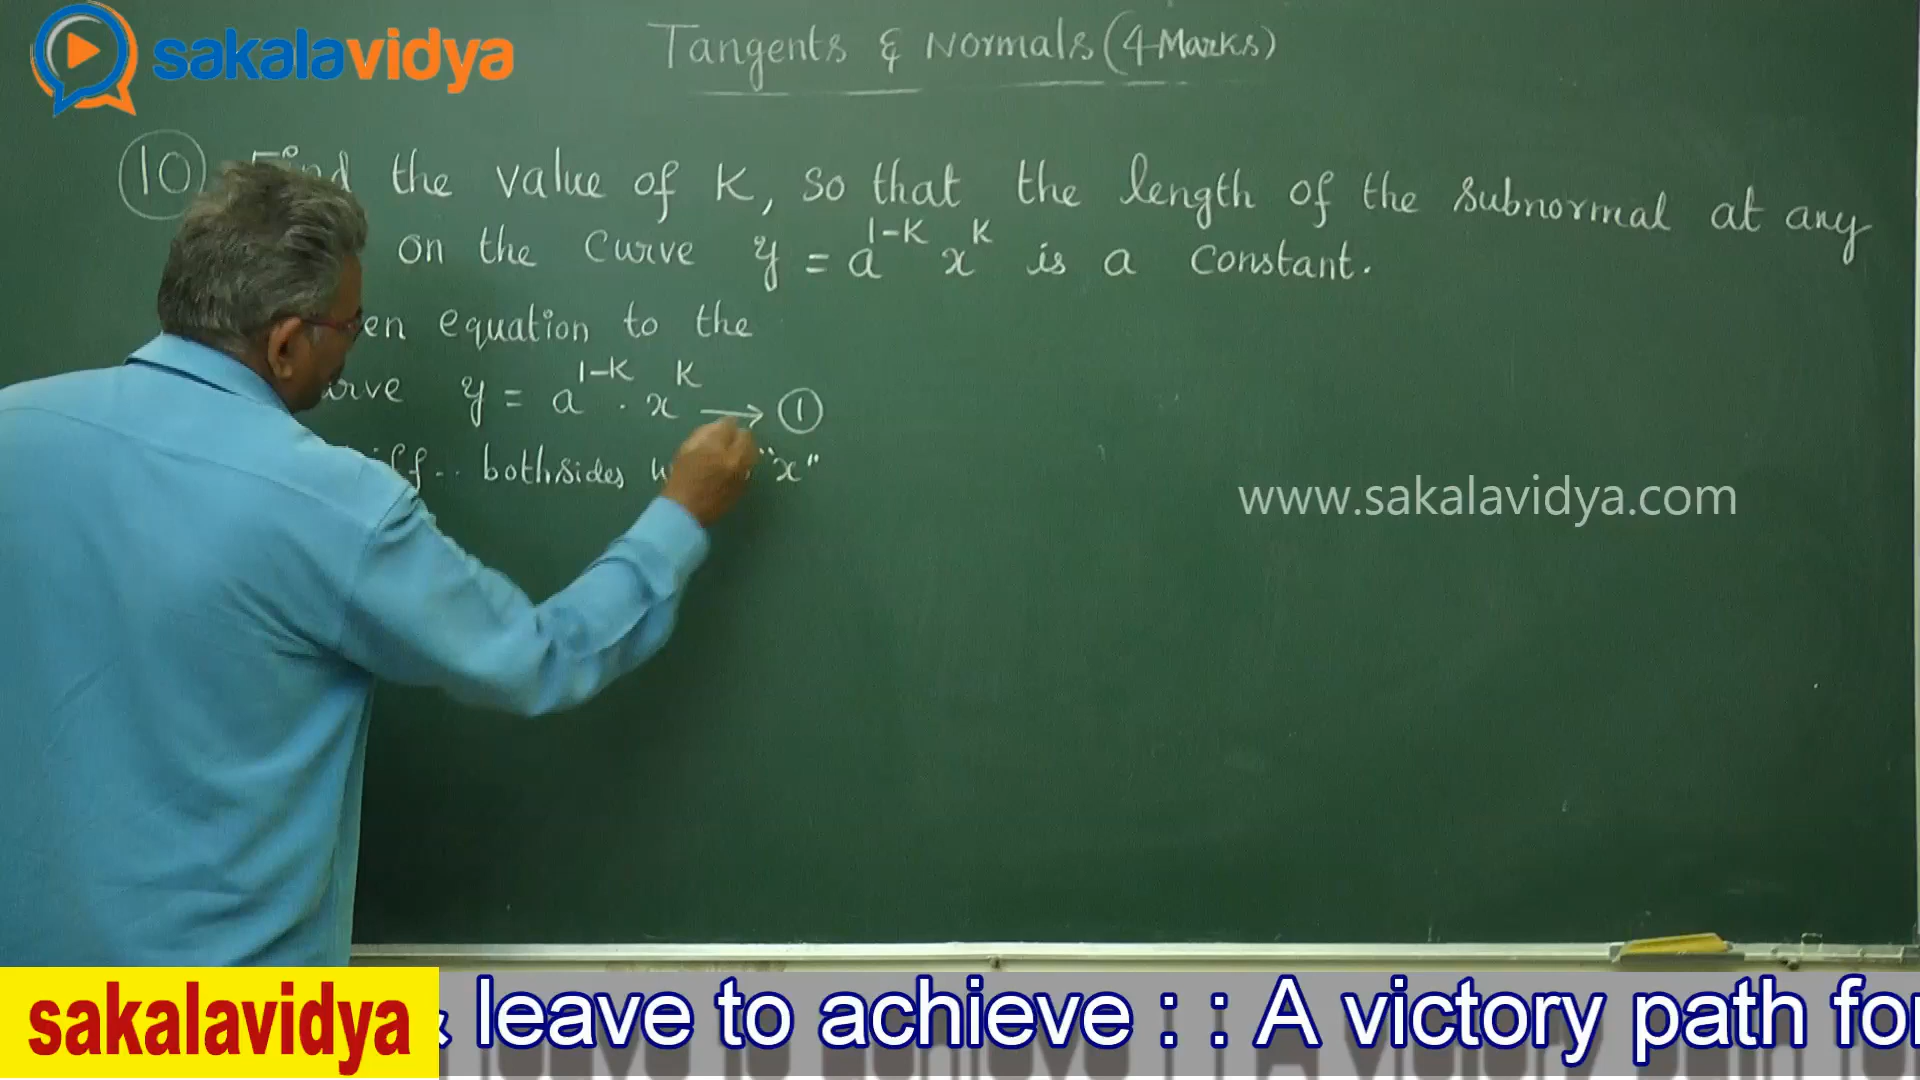 sakalavidya
Tangents & Normals (4 Marks)
10 Find the value of K, so that the length of the subnormal at any
on the curve y = a^{1-K} x^K is a constant.
equation to the
y = a^{1-K} . x^K → ①
bothsides "x"
www.sakalavidya.com
sakalavidya leave to achieve : : A victory path